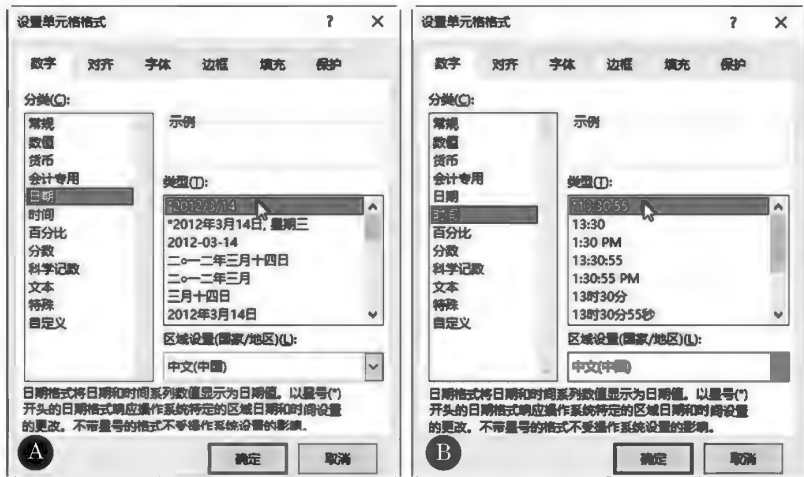 设置单元格格式
? ×
数字 对齐 字体 边框 填充 保护
分类(C):
常规
数值
货币
会计专用
日期
时间
百分比
分数
科学记数
文本
特殊
自定义
示例
类型(T):
*2012/3/14
*2012年3月14日, 星期三
2012-03-14
二○一二年三月十四日
二○一二年三月
三月十四日
2012年3月14日
区域设置(国家/地区)(L):
中文(中国)
日期格式将日期和时间系列数值显示为日期值。以星号(*)
开头的日期格式响应操作系统特定的区域日期和时间设置
的更改。不带星号的格式不受操作系统设置的影响。
A
确定 取消
设置单元格格式
? ×
数字 对齐 字体 边框 填充 保护
分类(C):
常规
数值
货币
会计专用
日期
时间
百分比
分数
科学记数
文本
特殊
自定义
示例
类型(T):
*13:30:55
13:30
1:30 PM
13:30:55
1:30:55 PM
13时30分
13时30分55秒
区域设置(国家/地区)(L):
中文(中国)
日期格式将日期和时间系列数值显示为日期值。以星号(*)
开头的日期格式响应操作系统特定的区域日期和时间设置
的更改。不带星号的格式不受操作系统设置的影响。
B
确定 取消